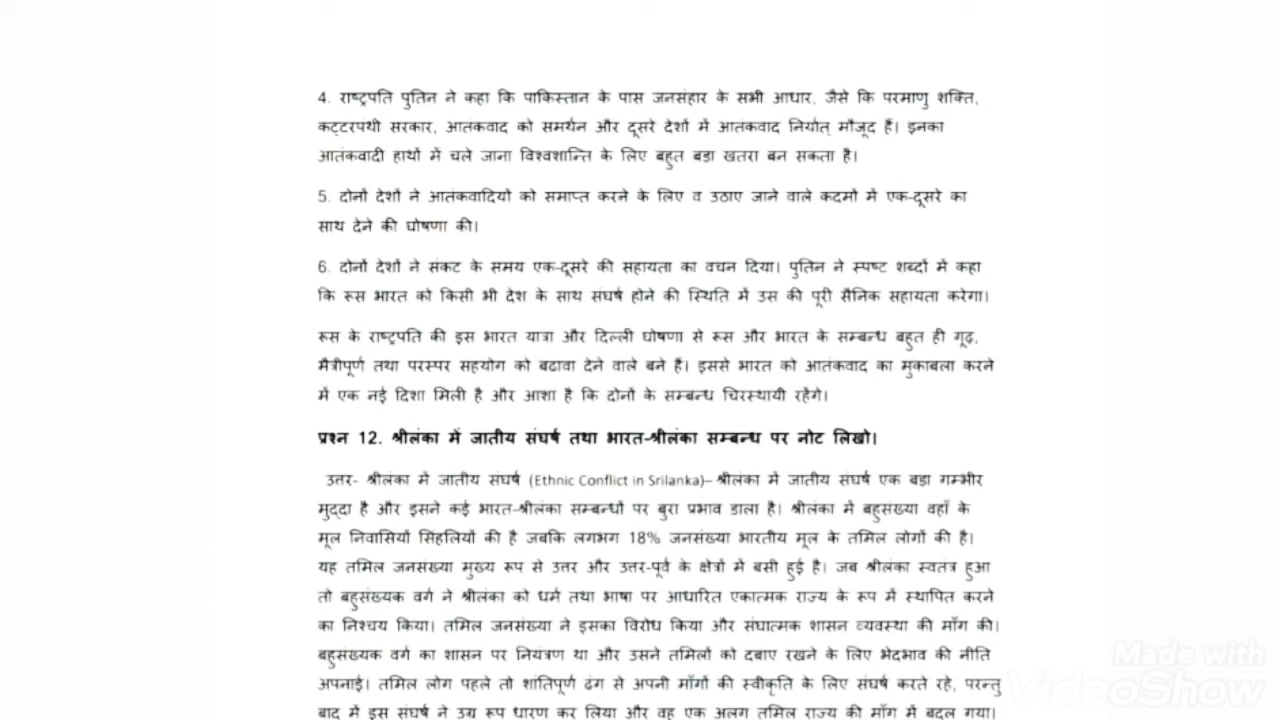 4. राष्ट्रपति पुतिन ने कहा कि पाकिस्तान के पास जनसंहार के सभी आधार, जैसे कि परमाणु शक्ति,
कट्टरपंथी सरकार, आतंकवाद को समर्थन और दूसरे देशों में आतंकवाद निर्यात् मौजूद हैं। इनका
आतंकवादी हाथों में चले जाना विश्वशान्ति के लिए बहुत बड़ा खतरा बन सकता है।
5. दोनों देशों ने आतंकवादियों को समाप्त करने के लिए व उठाए जाने वाले कदमों में एक-दूसरे का
साथ देने की घोषणा की।
6. दोनों देशों ने संकट के समय एक-दूसरे की सहायता का वचन दिया। पुतिन ने स्पष्ट शब्दों में कहा
कि रूस भारत को किसी भी देश के साथ संघर्ष होने की स्थिति में उस की पूरी सैनिक सहायता करेगा।
रूस के राष्ट्रपति की इस भारत यात्रा और दिल्ली घोषणा से रूस और भारत के सम्बन्ध बहुत ही गूढ़,
मैत्रीपूर्ण तथा परस्पर सहयोग को बढ़ावा देने वाले बने हैं। इससे भारत को आतंकवाद का मुकाबला करने
में एक नई दिशा मिली है और आशा है कि दोनों के सम्बन्ध चिरस्थायी रहेंगे।
प्रश्न 12. श्रीलंका में जातीय संघर्ष तथा भारत-श्रीलंका सम्बन्ध पर नोट लिखो।
उत्तर- श्रीलंका में जातीय संघर्ष (Ethnic Conflict in Srilanka)– श्रीलंका में जातीय संघर्ष एक बड़ा गम्भीर
मुद्दा है और इसने कई भारत-श्रीलंका सम्बन्धों पर बुरा प्रभाव डाला है। श्रीलंका में बहुसंख्या वहाँ के
मूल निवासियों सिंहलियों की है जबकि लगभग 18% जनसंख्या भारतीय मूल के तमिल लोगों की है।
यह तमिल जनसंख्या मुख्य रूप से उत्तर और उत्तर-पूर्व के क्षेत्रों में बसी हुई है। जब श्रीलंका स्वतंत्र हुआ
तो बहुसंख्यक वर्ग ने श्रीलंका को धर्म तथा भाषा पर आधारित एकात्मक राज्य के रूप में स्थापित करने
का निश्चय किया। तमिल जनसंख्या ने इसका विरोध किया और संघात्मक शासन व्यवस्था की माँग की।
बहुसंख्यक वर्ग का शासन पर नियंत्रण था और उसने तमिलों को दबाए रखने के लिए भेदभाव की नीति
अपनाई। तमिल लोग पहले तो शांतिपूर्ण ढंग से अपनी माँगों की स्वीकृति के लिए संघर्ष करते रहे, परन्तु
बाद में इस संघर्ष ने उग्र रूप धारण कर लिया और वह एक अलग तमिल राज्य की माँग में बदल गया।
Made with
VideoShow